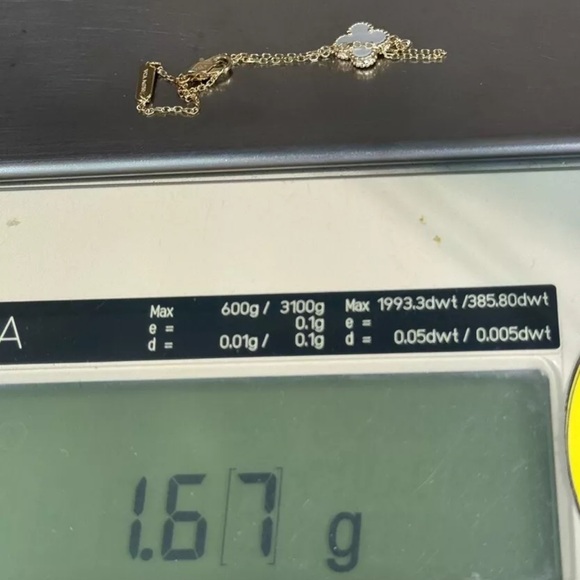 A
Max 600g / 3100g Max 1993.3dwt /385.80dwt
e = 0.1g e =
d = 0.01g / 0.1g d = 0.05dwt / 0.005dwt
1.67 g